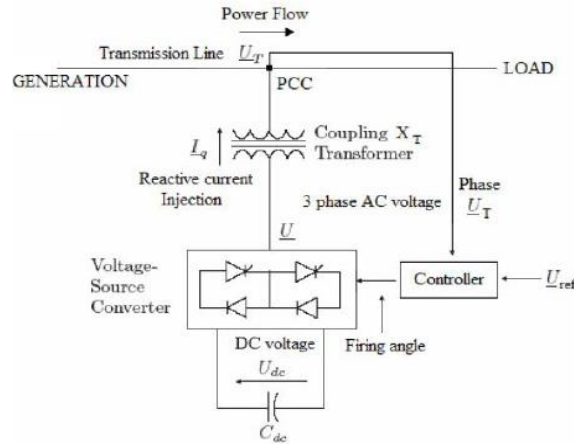 Power Flow
Transmission Line
U_T
GENERATION
LOAD
PCC
Coupling X_T
Transformer
I_q
Reactive current
Injection
3 phase AC voltage
Phase
U_T
U
Voltage-
Source
Converter
Controller
U_ref
DC voltage
Firing angle
U_dc
C_dc